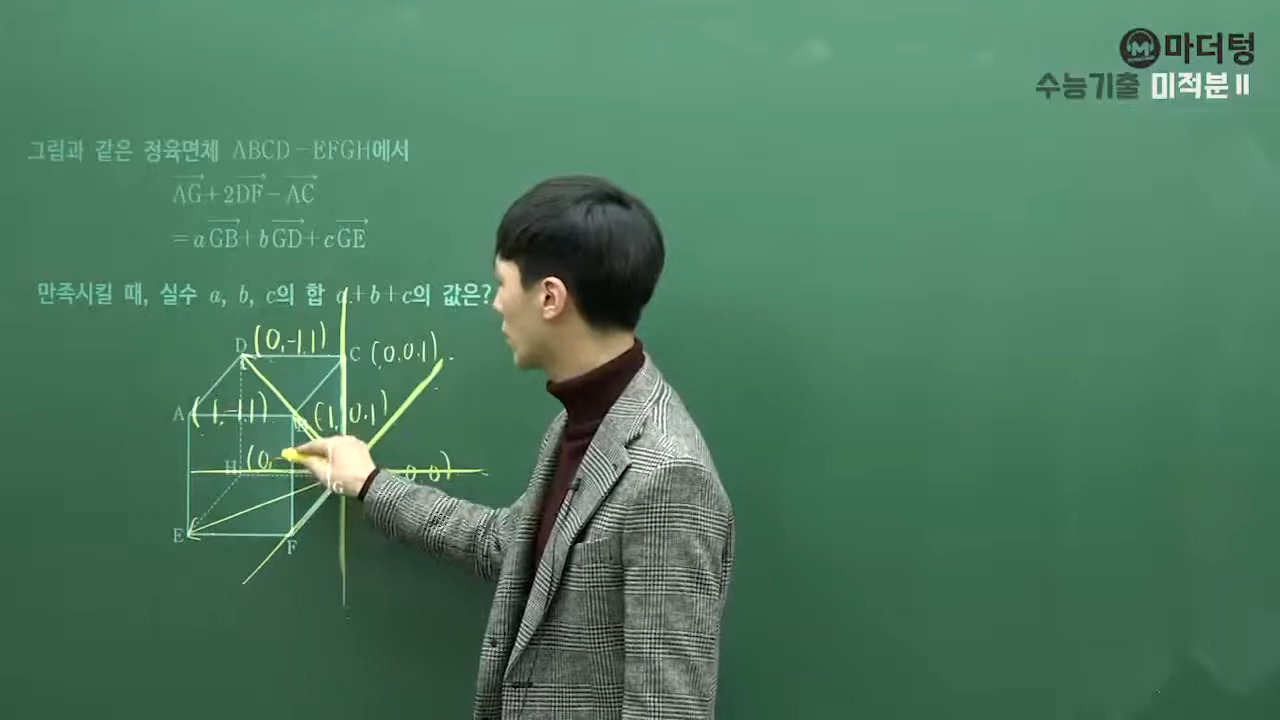 마더텅
수능기출 미적분 II
그림과 같은 정육면체 ABCD-EFGH에서
AG+2DF-AC
=aGB+bGD+cGE
만족시킬 때, 실수 a, b, c의 합 a+b+c의 값은?
D (0,-1,1)
C (0,0,1)
A (1,-1,1)
(1,0,1)
H (0,
0,0)
G
E
F